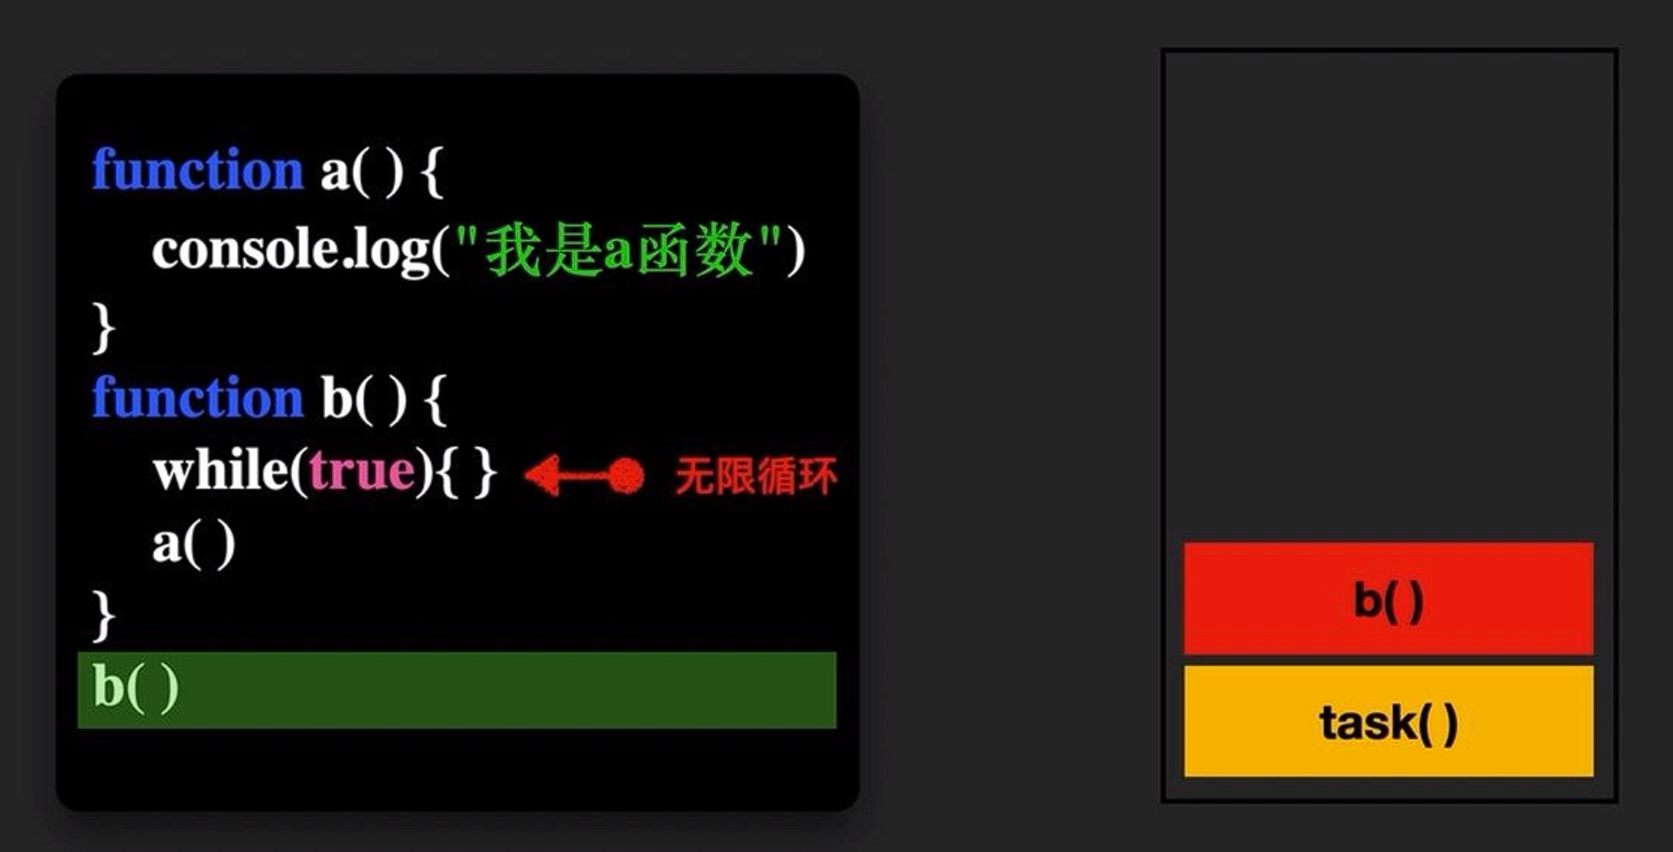 function a( ) {
console.log("我是a函数")
}
function b( ) {
while(true){ } 无限循环
a( )
}
b( )
b( )
task( )